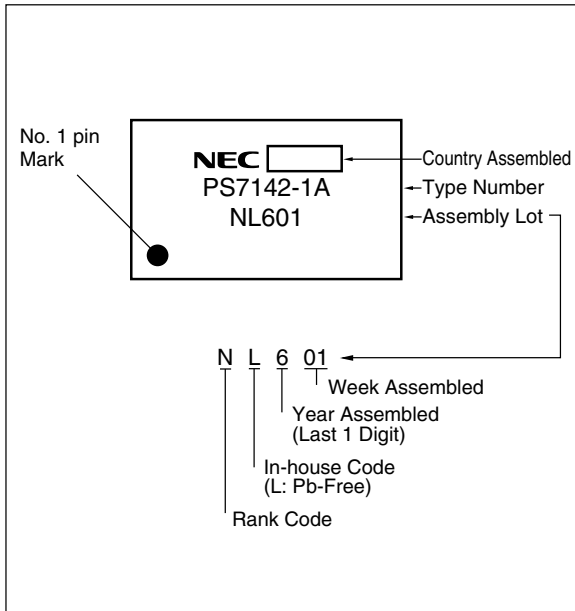 No. 1 pin
Mark
NEC
Country Assembled
PS7142-1A
Type Number
NL601
Assembly Lot
N L 6 01
Week Assembled
Year Assembled
(Last 1 Digit)
In-house Code
(L: Pb-Free)
Rank Code